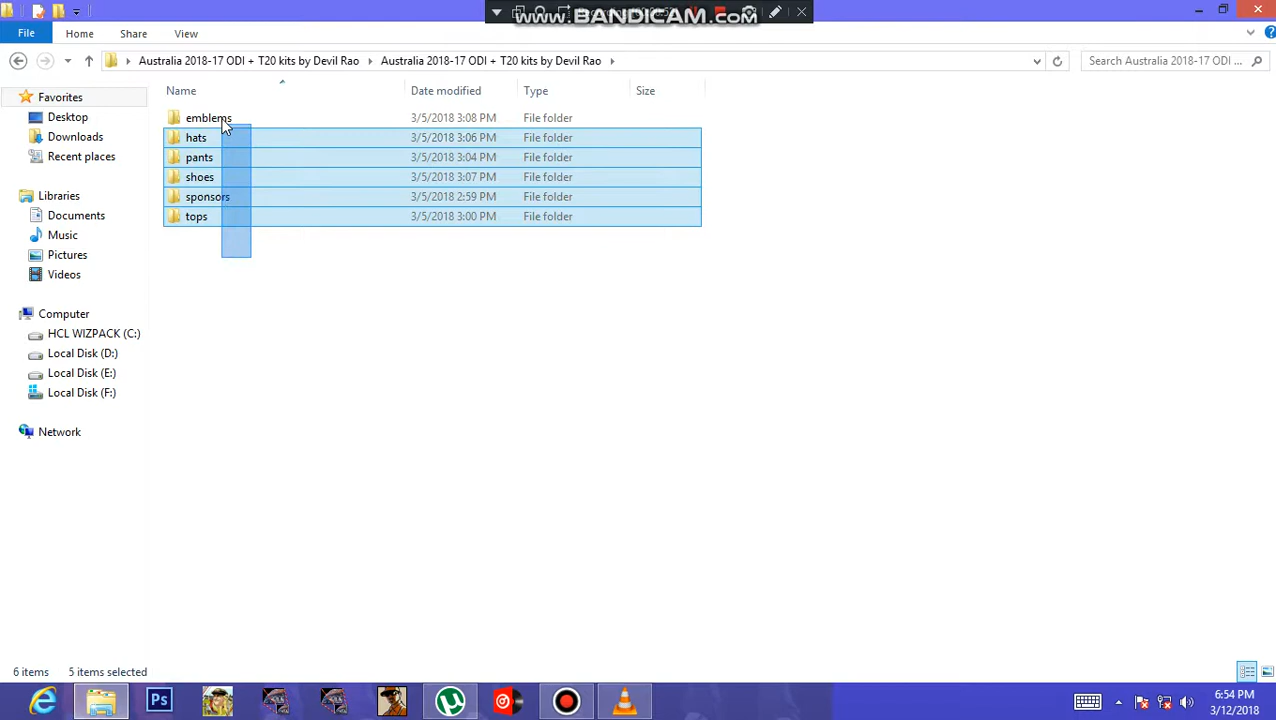 www.BANDICAM.com
File Home Share View
Australia 2018-17 ODI + T20 kits by Devil Rao Australia 2018-17 ODI + T20 kits by Devil Rao Search Australia 2018-17 ODI ...
Favorites Name Date modified Type Size
Desktop emblems 3/5/2018 3:08 PM File folder
Downloads hats 3/5/2018 3:06 PM File folder
Recent places pants 3/5/2018 3:04 PM File folder
shoes 3/5/2018 3:07 PM File folder
Libraries sponsors 3/5/2018 2:59 PM File folder
Documents tops 3/5/2018 3:00 PM File folder
Music
Pictures
Videos
Computer
HCL WIZPACK (C:)
Local Disk (D:)
Local Disk (E:)
Local Disk (F:)
Network
6 items 5 items selected
Ps
6:54 PM
3/12/2018